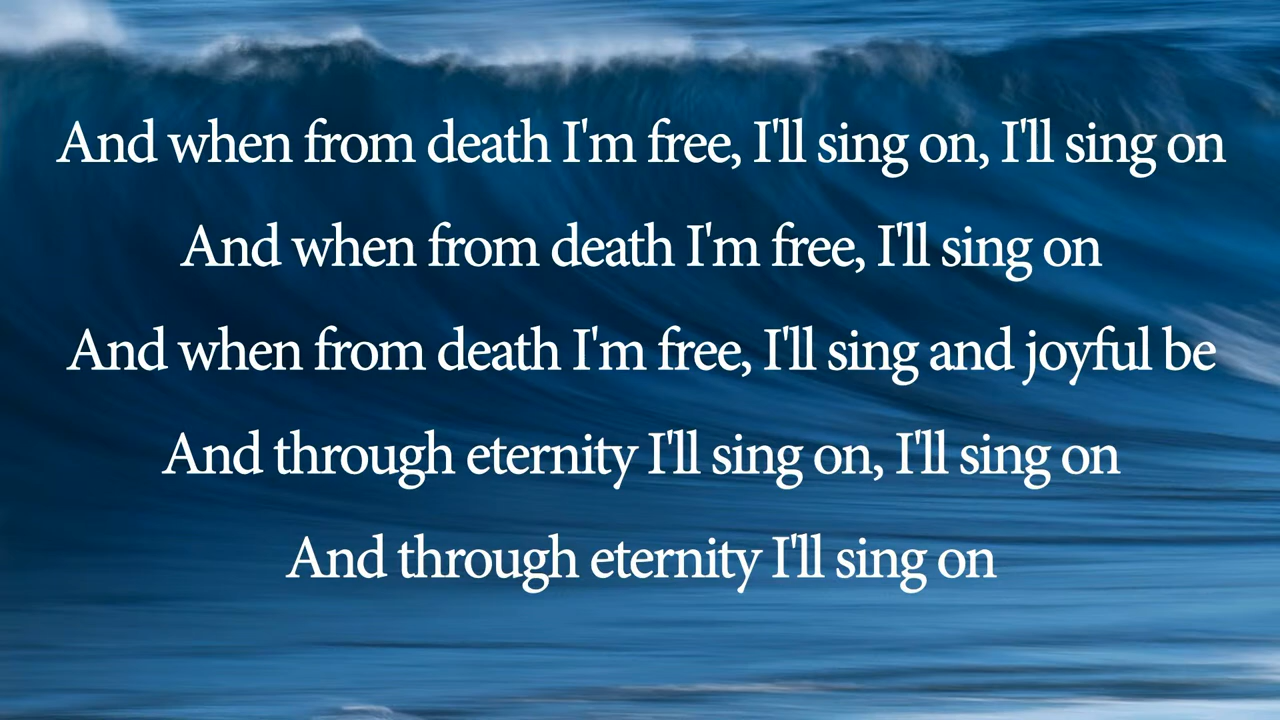 And when from death I'm free, I'll sing on, I'll sing on
And when from death I'm free, I'll sing on
And when from death I'm free, I'll sing and joyful be
And through eternity I'll sing on, I'll sing on
And through eternity I'll sing on